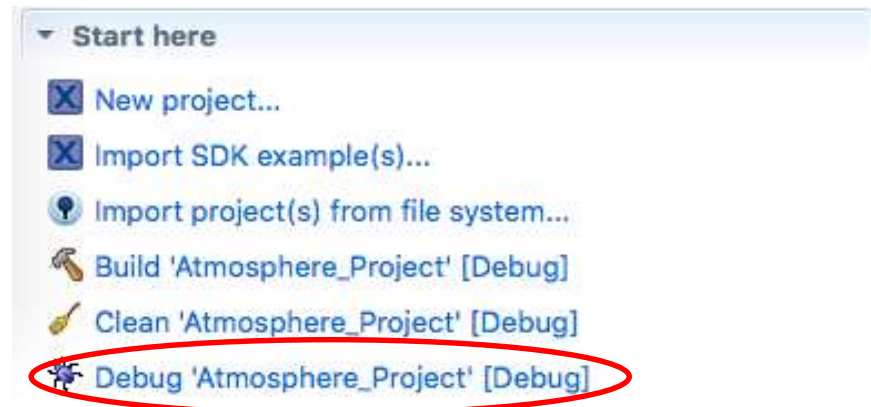 Start here
New project...
Import SDK example(s)...
Import project(s) from file system...
Build 'Atmosphere_Project' [Debug]
Clean 'Atmosphere_Project' [Debug]
Debug 'Atmosphere_Project' [Debug]